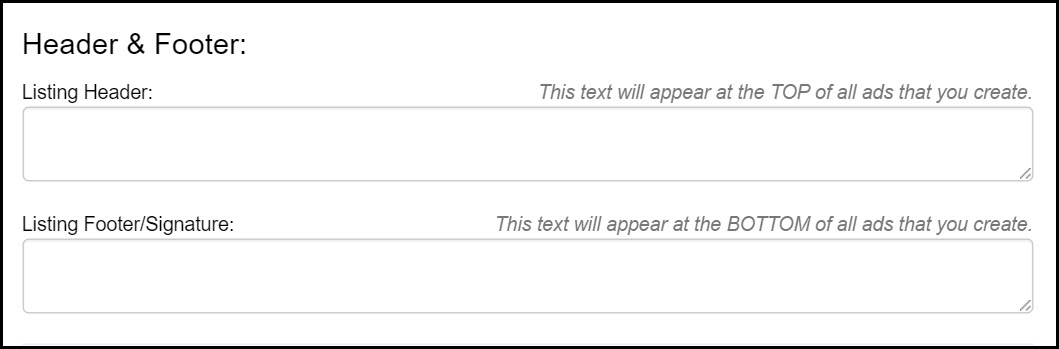 Header & Footer:
Listing Header: This text will appear at the TOP of all ads that you create.
Listing Footer/Signature: This text will appear at the BOTTOM of all ads that you create.